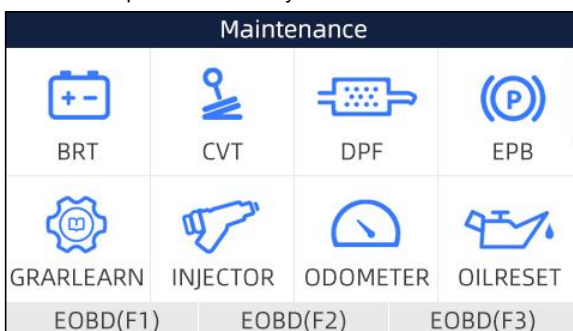 Maintenance
BRT CVT DPF EPB
GRARLEARN INJECTOR ODOMETER OILRESET
EOBD(F1) EOBD(F2) EOBD(F3)